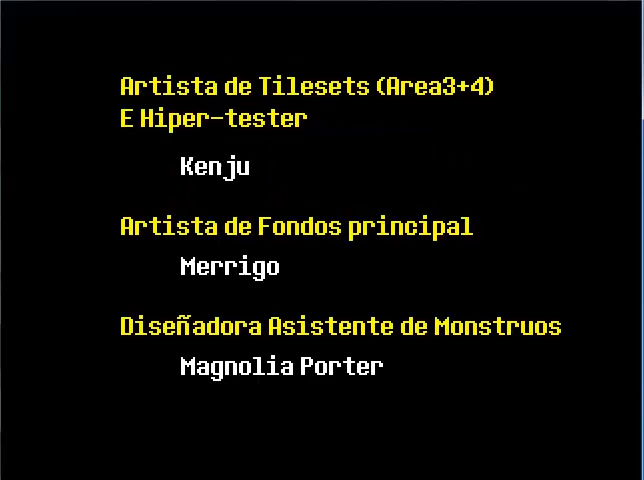 Artista de Tilesets (Area3+4)
E Hiper-tester
Kenju
Artista de Fondos principal
Merrigo
Diseñadora Asistente de Monstruos
Magnolia Porter